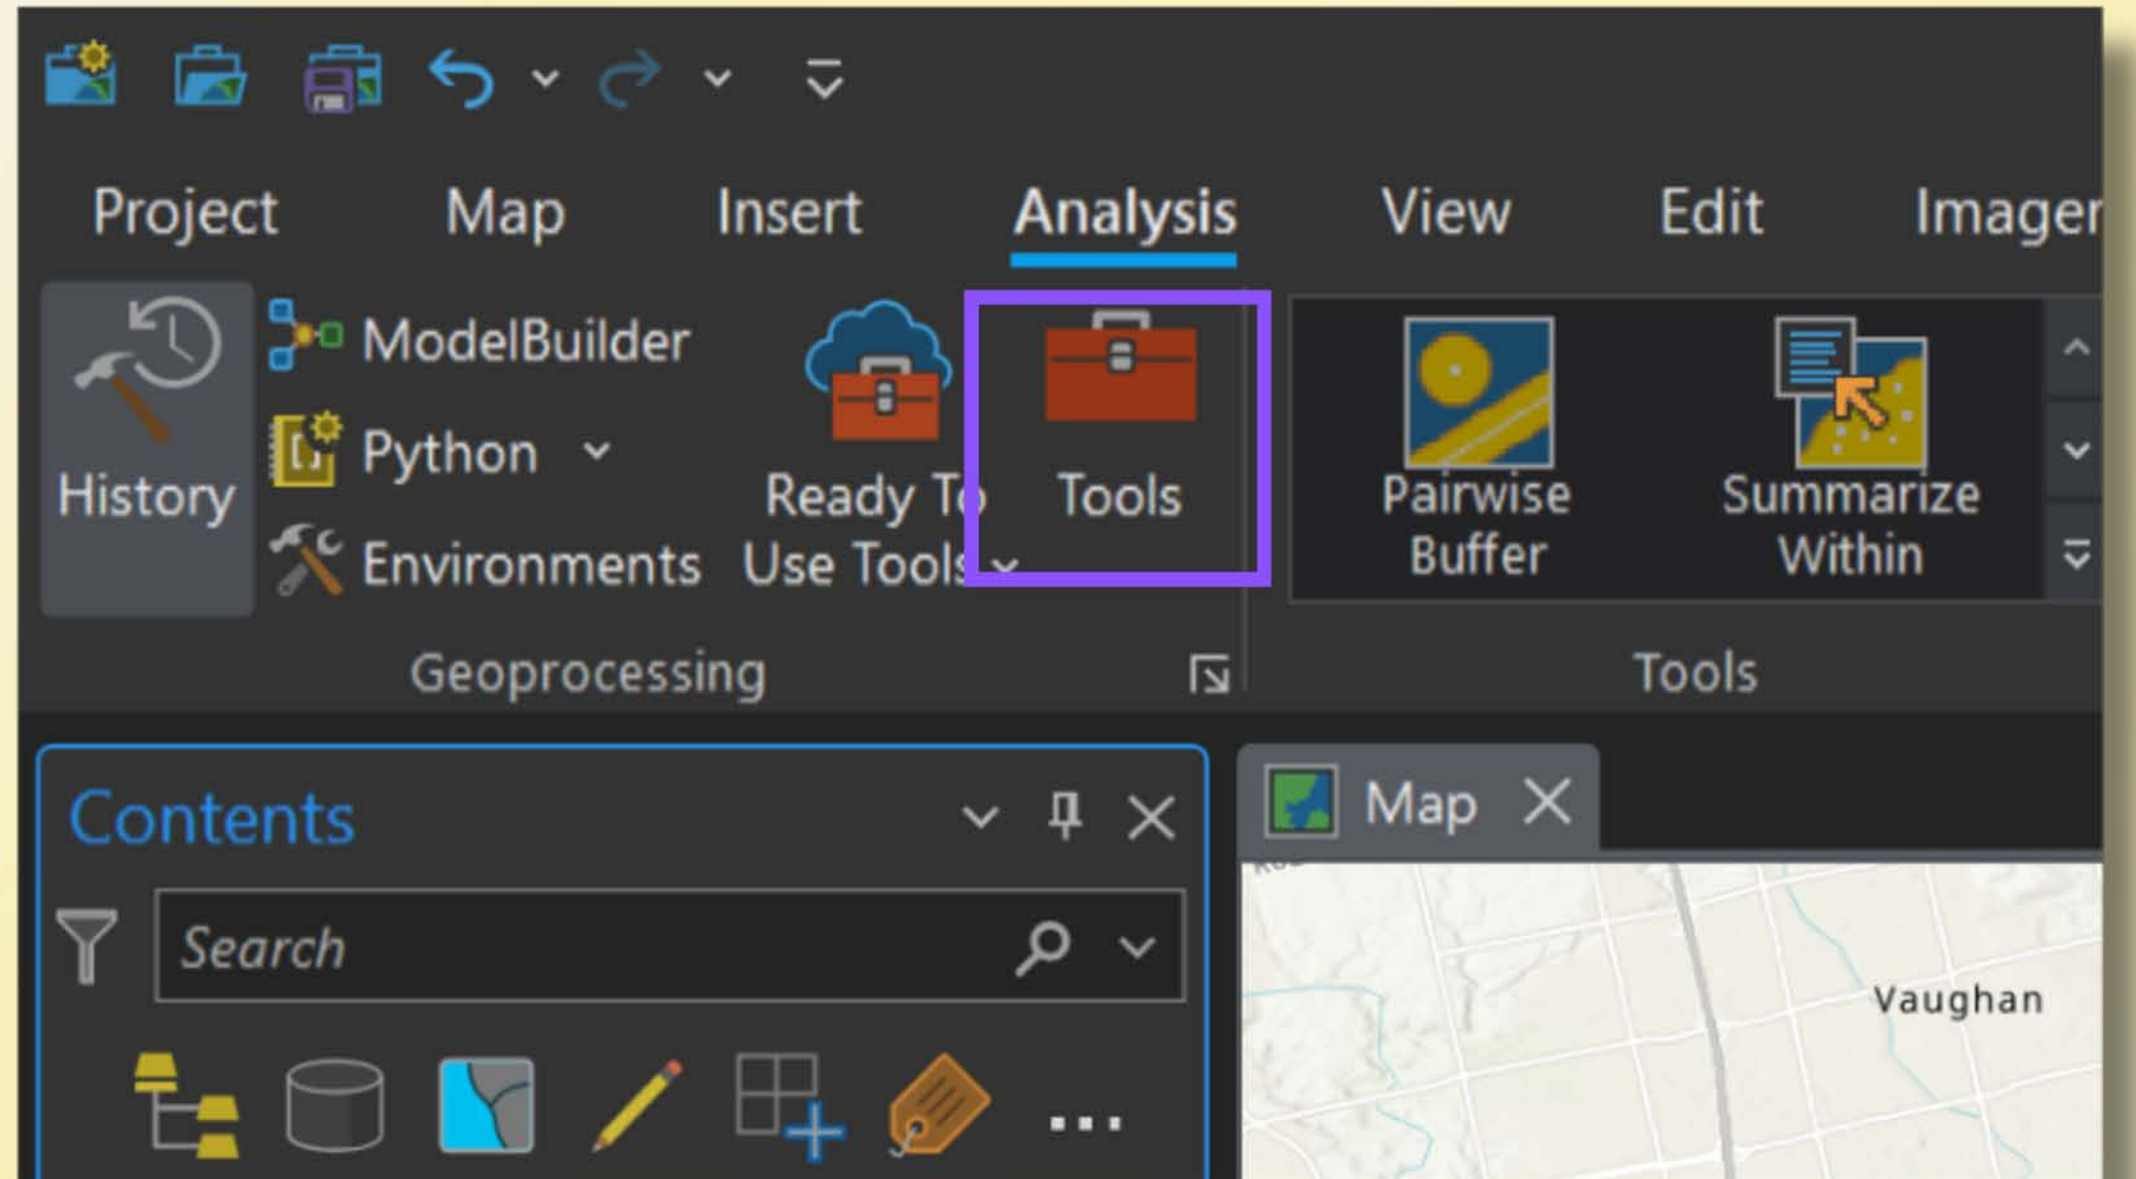 Project Map Insert Analysis View Edit Imager
History
ModelBuilder
Python
Environments
Ready To
Use Tools
Tools
Pairwise
Buffer
Summarize
Within
Geoprocessing
Tools
Contents
Map
Search
Vaughan